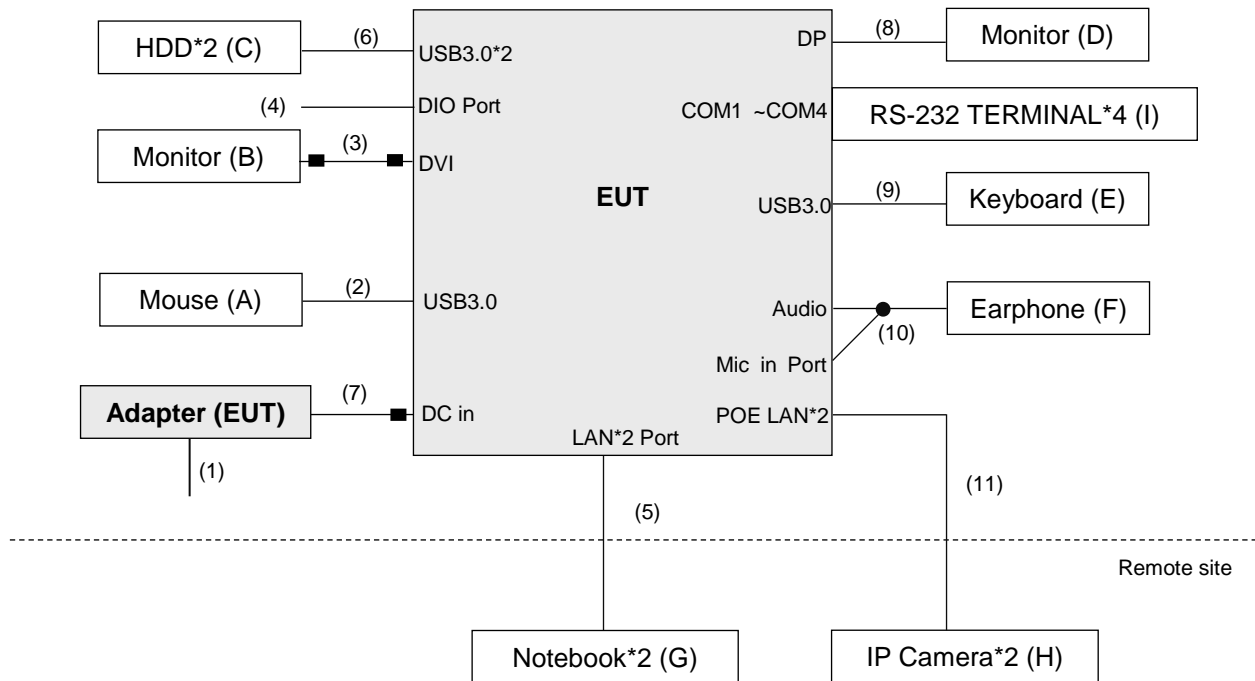 HDD*2 (C)
(6)
USB3.0*2
DP
(8)
Monitor (D)
(4)
DIO Port
COM1 ~COM4
RS-232 TERMINAL*4 (I)
Monitor (B)
(3)
DVI
EUT
USB3.0
(9)
Keyboard (E)
Mouse (A)
(2)
USB3.0
Audio
(10)
Earphone (F)
Mic in Port
Adapter (EUT)
(7)
DC in
POE LAN*2
LAN*2 Port
(1)
(5)
(11)
Remote site
Notebook*2 (G)
IP Camera*2 (H)